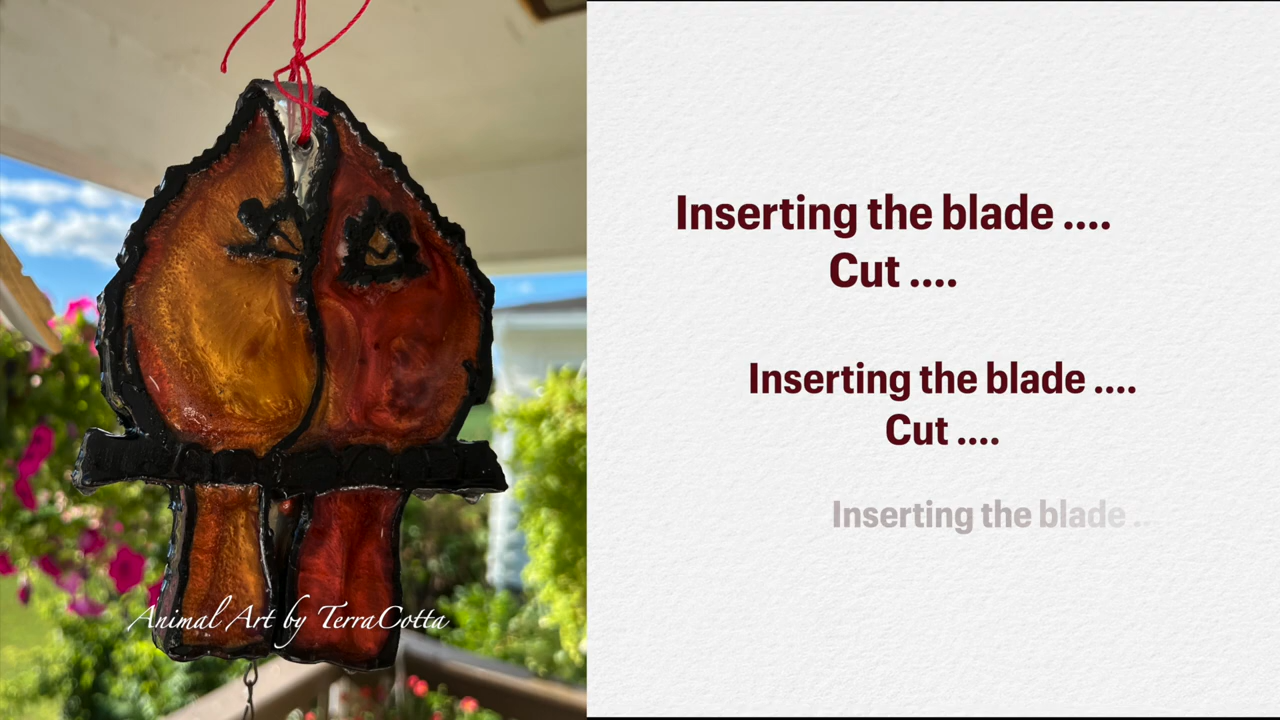 Inserting the blade ....
Cut ....
Inserting the blade ....
Cut ....
Inserting the blade ..
Animal Art by TerraCotta